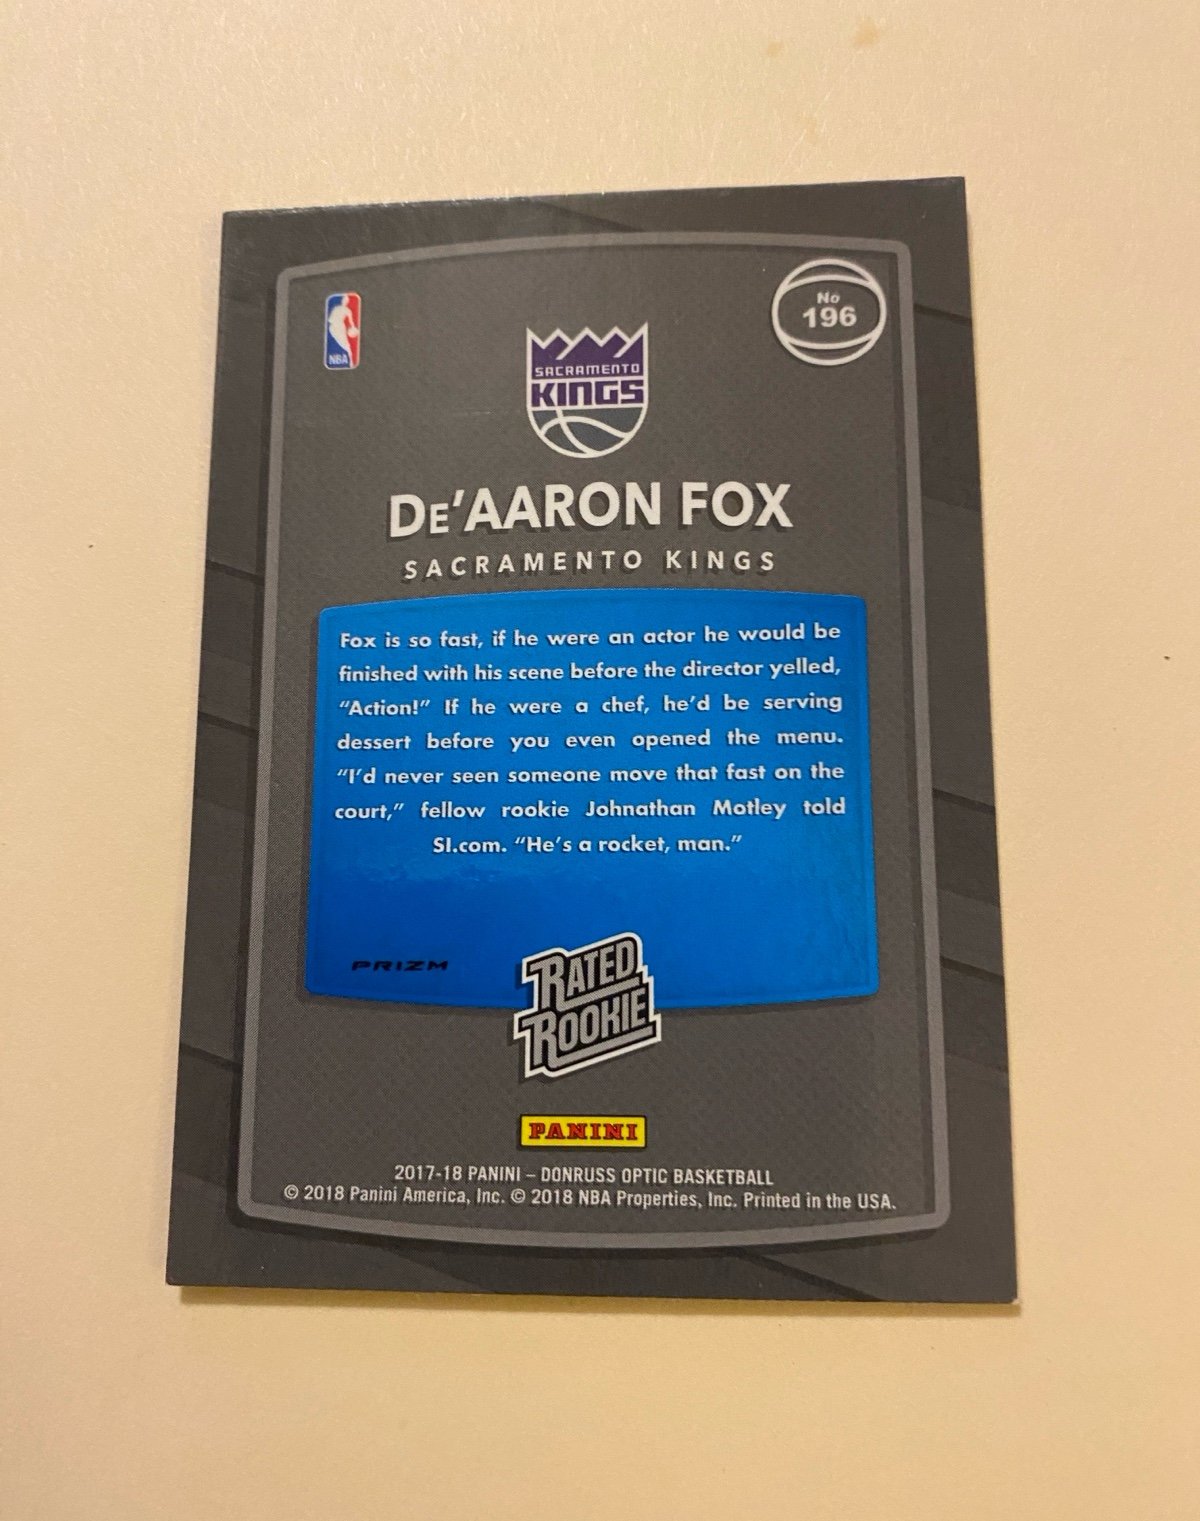 No
196
NBA
SACRAMENTO
KINGS
De'AARON FOX
SACRAMENTO KINGS
Fox is so fast, if he were an actor he would be
finished with his scene before the director yelled,
“Action!” If he were a chef, he’d be serving
dessert before you even opened the menu.
“I’d never seen someone move that fast on the
court,” fellow rookie Johnathan Motley told
SI.com. “He’s a rocket, man.”
PRIZM
RATED
ROOKIE
PANINI
2017-18 PANINI – DONRUSS OPTIC BASKETBALL
© 2018 Panini America, Inc. © 2018 NBA Properties, Inc. Printed in the USA.